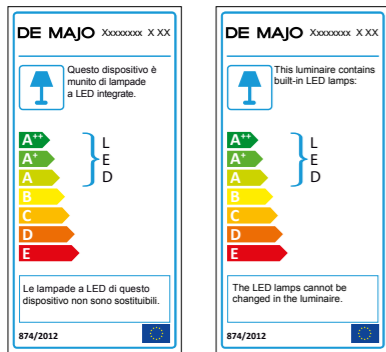 DE MAJO Xxxxxxxx X XX
Questo dispositivo è
munito di lampade
a LED integrate.
A++
A+
A
B
C
D
E
L
E
D
Le lampade a LED di questo
dispositivo non sono sostituibili.
874/2012
DE MAJO Xxxxxxxx X XX
This luminaire contains
built-in LED lamps:
A++
A+
A
B
C
D
E
L
E
D
The LED lamps cannot be
changed in the luminaire.
874/2012